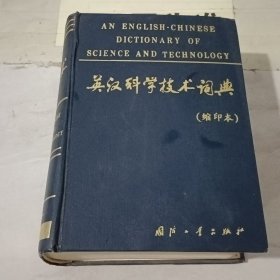 AN ENGLISH-CHINESE
DICTIONARY OF
SCIENCE AND TECHNOLOGY
英汉科学技术词典
(缩印本)
国防工业出版社